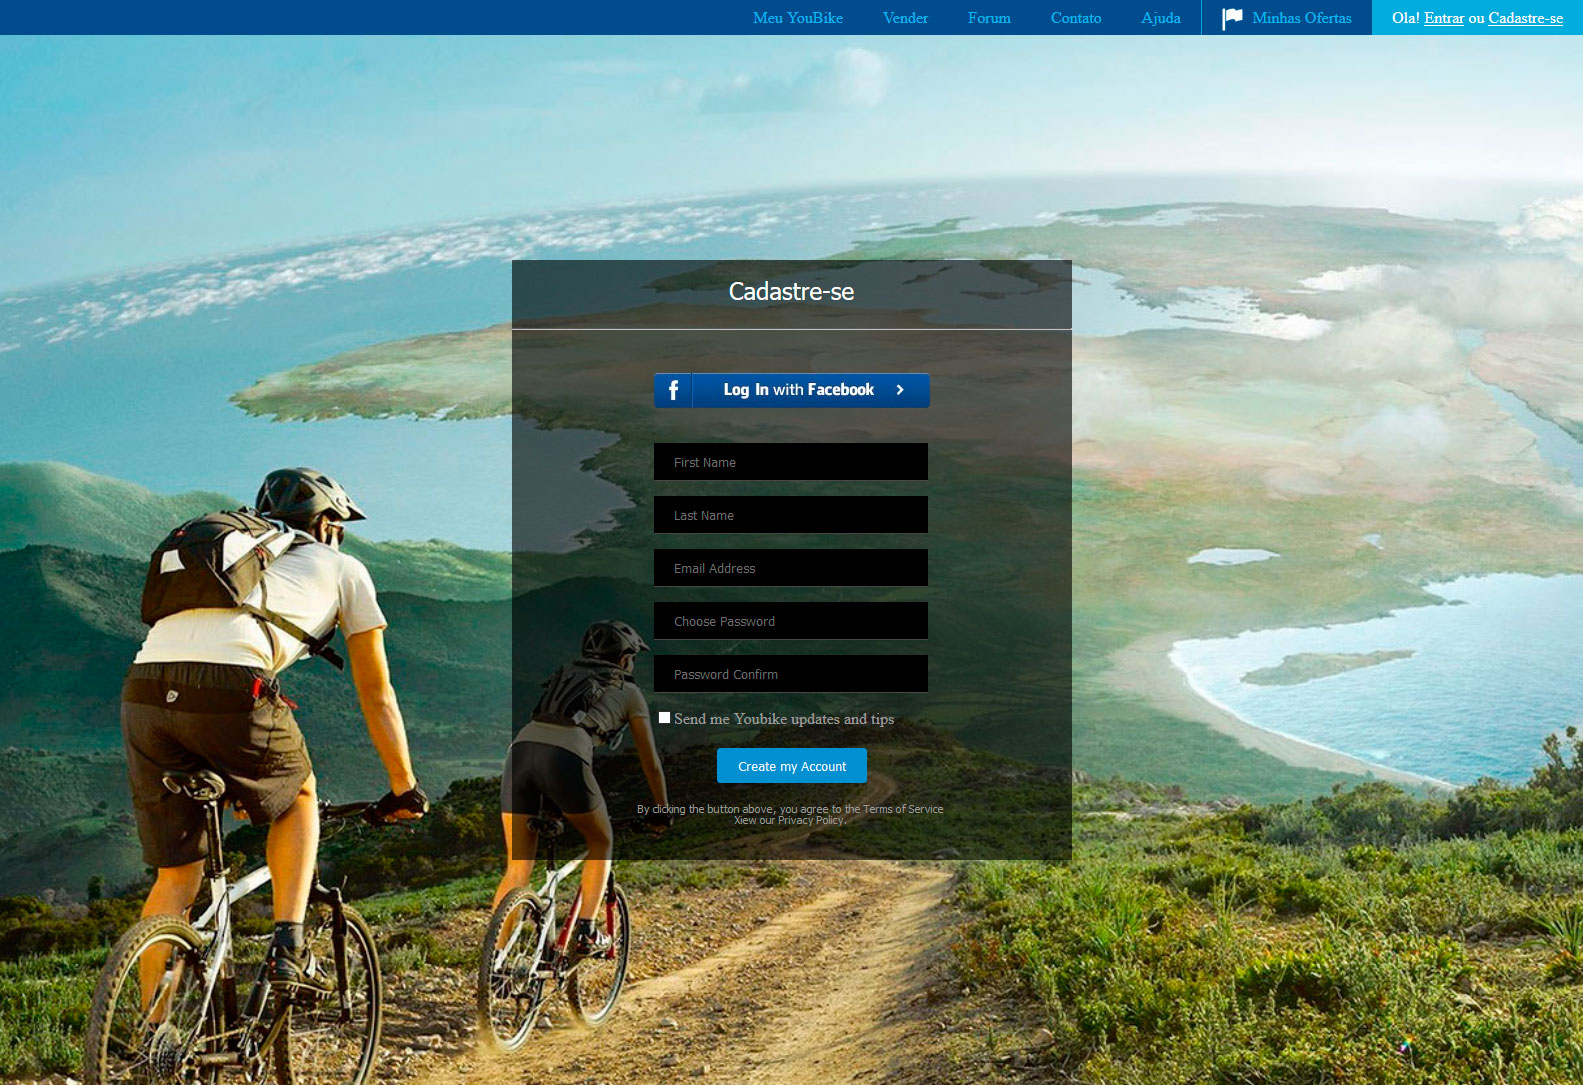 Meu YouBike Vender Forum Contato Ajuda Minhas Ofertas Ola! Entrar ou Cadastre-se
Cadastre-se
f Log In with Facebook
First Name
Last Name
Email Address
Choose Password
Password Confirm
Send me Youbike updates and tips
Create my Account
By clicking the button above, you agree to the Terms of Service
Xiew our Privacy Policy.